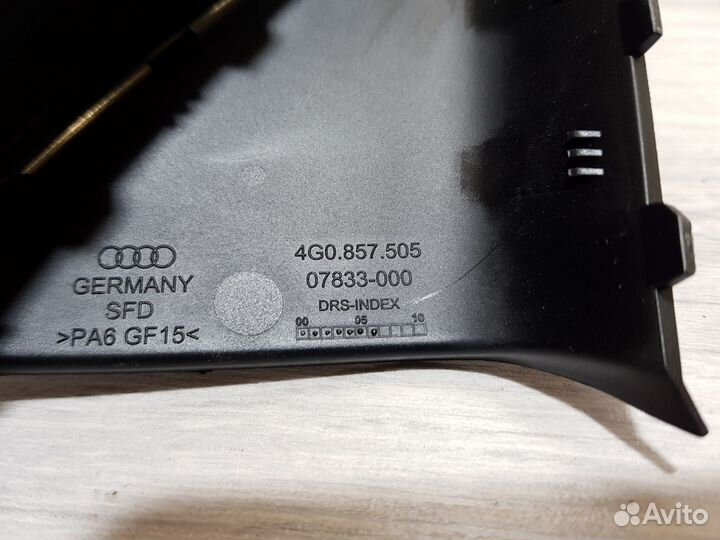 GERMANY
SFD
>PA6 GF15<
4G0.857.505
07833-000
DRS-INDEX
00 05 10
Avito